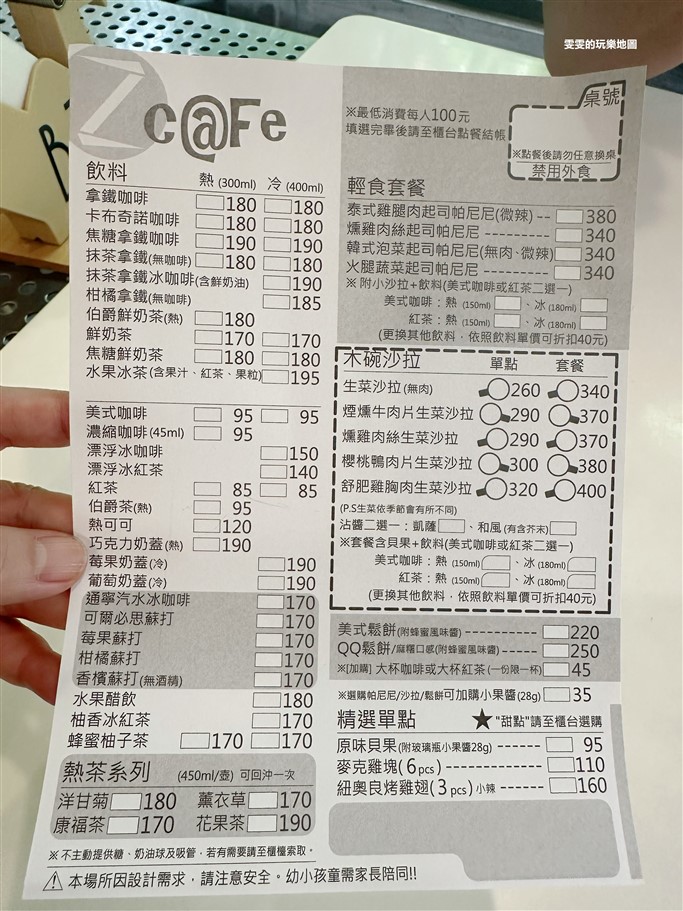 雯雯的玩樂地圖
Z c@Fe
飲料 熱 (300ml) 冷 (400ml)
拿鐵咖啡 180 180
卡布奇諾咖啡 180 180
焦糖拿鐵咖啡 190 190
抹茶拿鐵(無咖啡) 180 180
抹茶拿鐵冰咖啡(含鮮奶油) 190
柑橘拿鐵(無咖啡) 185
伯爵鮮奶茶(熱) 180
鮮奶茶 170 170
焦糖鮮奶茶 180 180
水果冰茶(含果汁、紅茶、果粒) 195
美式咖啡 95 95
濃縮咖啡(45ml) 95
漂浮冰咖啡 150
漂浮冰紅茶 140
紅茶 85 85
伯爵茶(熱) 95
熱可可 120
巧克力奶蓋(熱) 190
莓果奶蓋(冷) 190
葡萄奶蓋(冷) 190
通寧汽水冰咖啡 170
可爾必思蘇打 170
莓果蘇打 170
柑橘蘇打 170
香檳蘇打(無酒精) 170
水果醋飲 180
柚香冰紅茶 170
蜂蜜柚子茶 170 170
熱茶系列 (450ml/壺) 可回沖一次
洋甘菊 180 薰衣草 170
康福茶 170 花果茶 190
※不主動提供糖、奶油球及吸管，若有需要請至櫃檯索取。
⚠ 本場所因設計需求，請注意安全。幼小孩童需家長陪同!!
※最低消費每人100元
填選完畢後請至櫃台點餐結帳
桌號
※點餐後請勿任意換桌
禁用外食
輕食套餐
泰式雞腿肉起司帕尼尼(微辣) -- 380
燻雞肉絲起司帕尼尼 ------ 340
韓式泡菜起司帕尼尼(無肉、微辣) 340
火腿蔬菜起司帕尼尼 ------ 340
※ 附小沙拉+飲料(美式咖啡或紅茶二選一)
美式咖啡：熱 (150ml) 、冰 (180ml)
紅茶：熱 (150ml) 、冰 (180ml)
(更換其他飲料，依照飲料單價可折扣40元)
木碗沙拉 單點 套餐
生菜沙拉 (無肉) 260 340
煙燻牛肉片生菜沙拉 290 370
燻雞肉絲生菜沙拉 290 370
櫻桃鴨肉片生菜沙拉 300 380
舒肥雞胸肉生菜沙拉 320 400
(P.S生菜依季節會有所不同)
沾醬二選一：凱薩 、和風 (有含芥末)
※套餐含貝果+飲料(美式咖啡或紅茶二選一)
美式咖啡：熱 (150ml) 、冰 (180ml)
紅茶：熱 (150ml) 、冰 (180ml)
(更換其他飲料，依照飲料單價可折扣40元)
美式鬆餅(附蜂蜜風味醬) ---------- 220
QQ鬆餅/麻糬口感(附蜂蜜風味醬) ----- 250
※[加購] 大杯咖啡或大杯紅茶 (一份限一杯) 45
※選購帕尼尼/沙拉/鬆餅可加購小果醬(28g) 35
精選單點 ★"甜點"請至櫃台選購
原味貝果(附玻璃瓶小果醬28g) ------- 95
麥克雞塊(6pcs) ------------- 110
紐奧良烤雞翅(3pcs)小辣 ------ 160